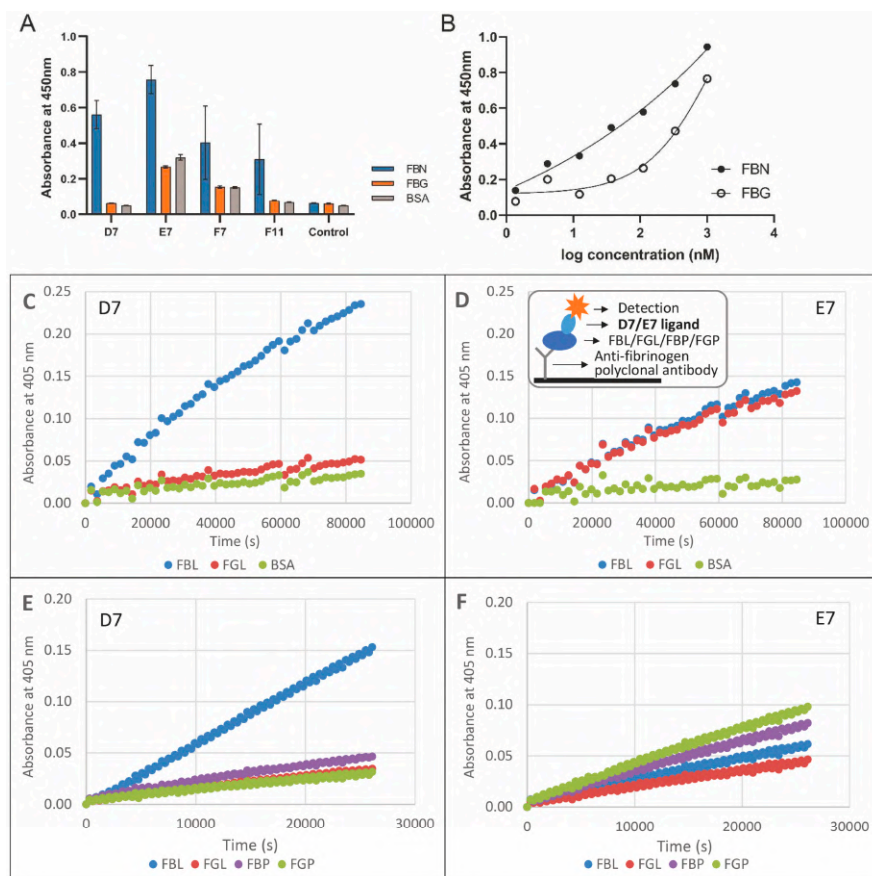 A
Absorbance at 450nm
1.0
0.8
0.6
0.4
0.2
0.0
D7
E7
F7
F11
Control
FBN
FBG
BSA
B
Absorbance at 450nm
1.0
0.8
0.6
0.4
0.2
0.0
0
1
2
3
4
log concentration (nM)
FBN
FBG
C
D7
Absorbance at 405 nm
0.25
0.20
0.15
0.10
0.05
0.00
0
20000
40000
60000
80000
100000
Time (s)
FBL
FGL
BSA
D
E7
Detection
D7/E7 ligand
FBL/FGL/FBP/FGP
Anti-fibrinogen
polyclonal antibody
Absorbance at 405 nm
0.25
0.20
0.15
0.10
0.05
0.00
0
20000
40000
60000
80000
100000
Time (s)
FBL
FGL
BSA
E
D7
Absorbance at 405 nm
0.20
0.15
0.10
0.05
0.00
0
10000
20000
30000
Time (s)
FBL
FGL
FBP
FGP
F
E7
Absorbance at 405 nm
0.20
0.15
0.10
0.05
0.00
0
10000
20000
30000
Time (s)
FBL
FGL
FBP
FGP